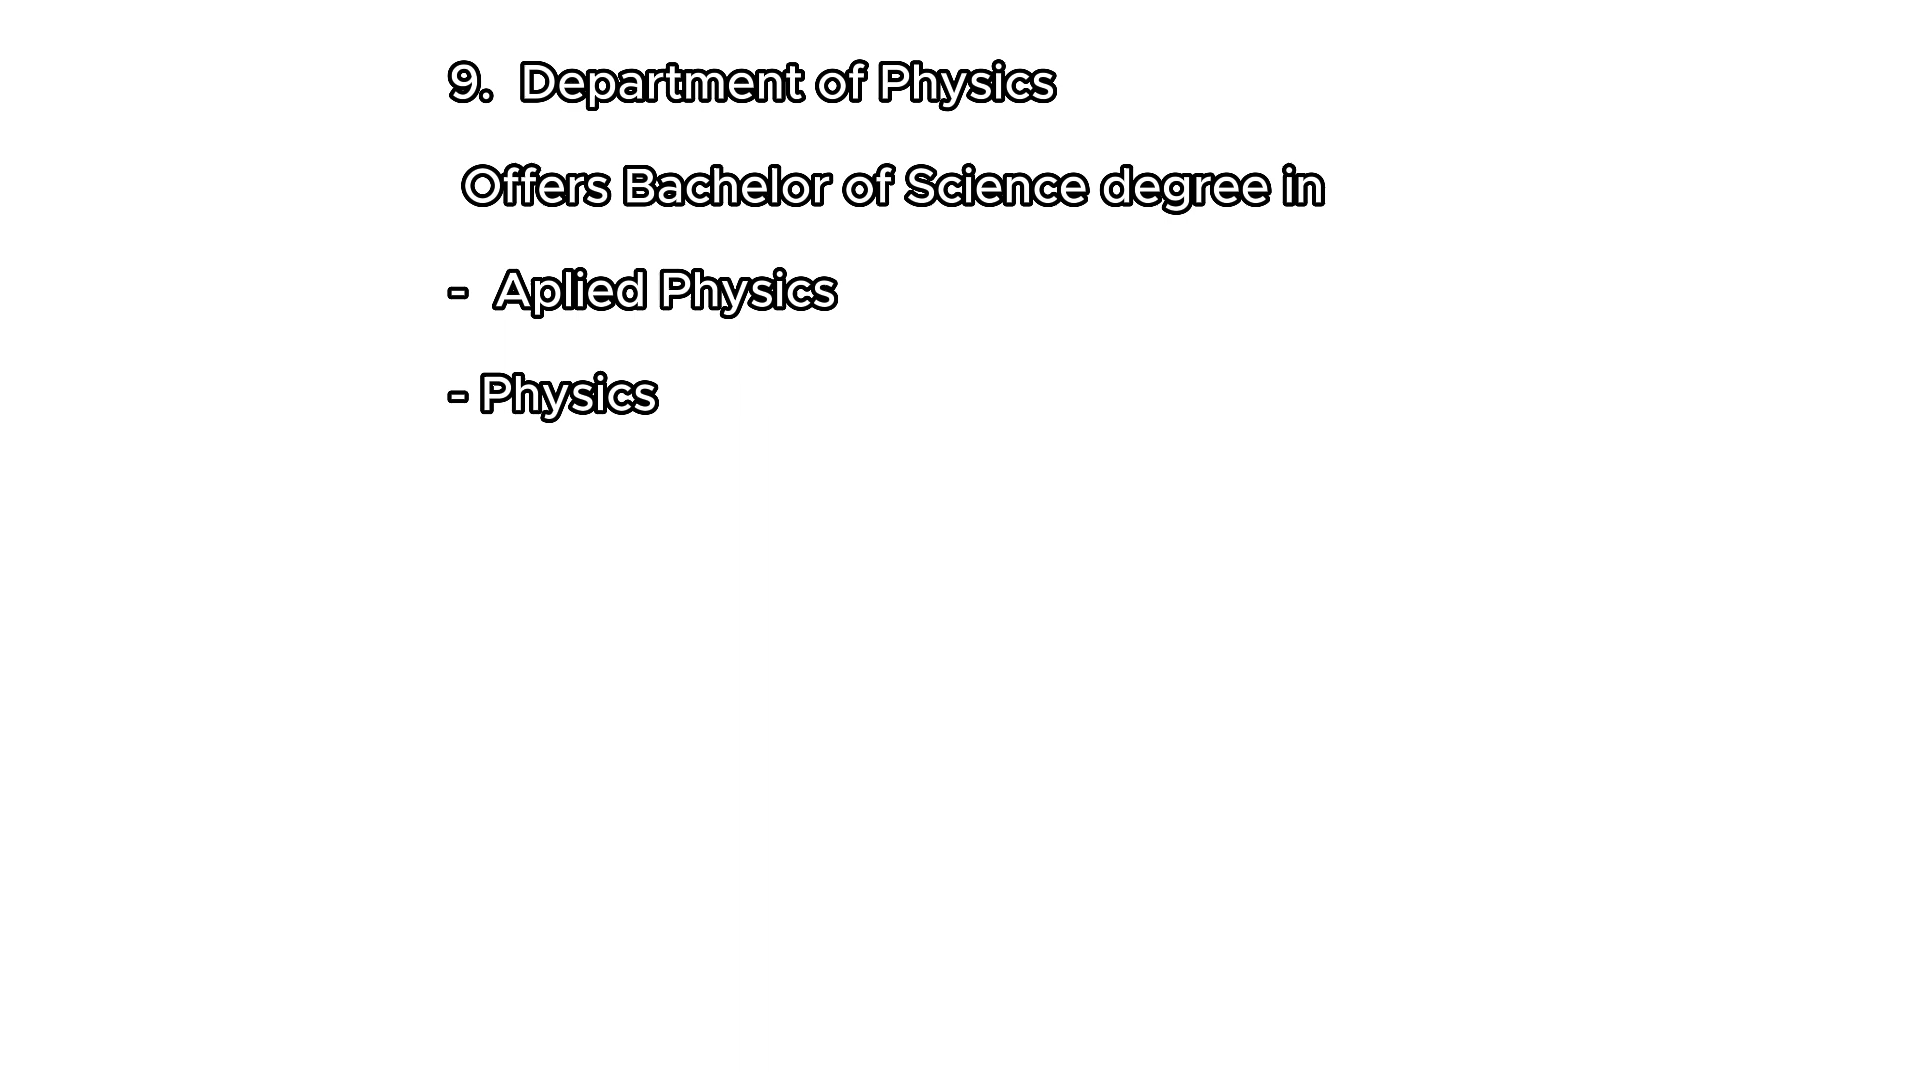 9. Department of Physics
Offers Bachelor of Science degree in
- Aplied Physics
- Physics